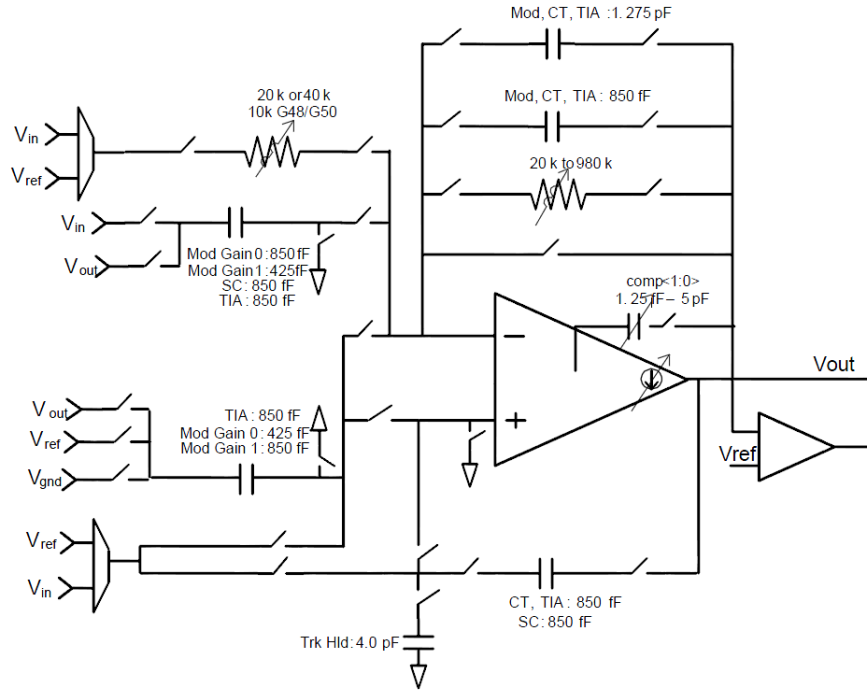 Mod, CT, TIA : 1.275 pF
20 k or 40 k
10k G48/G50
Mod, CT, TIA : 850 fF
Vin
Vref
20 k to 980 k
Vin
Vout
Mod Gain 0 : 850 fF
Mod Gain 1 : 425 fF
SC : 850 fF
TIA : 850 fF
comp<1:0>
1.25 fF – 5 pF
−
+
Vout
Vout
Vref
Vgnd
TIA : 850 fF
Mod Gain 0 : 425 fF
Mod Gain 1 : 850 fF
Vref
Vref
Vin
CT, TIA : 850 fF
SC : 850 fF
Trk Hld : 4.0 pF